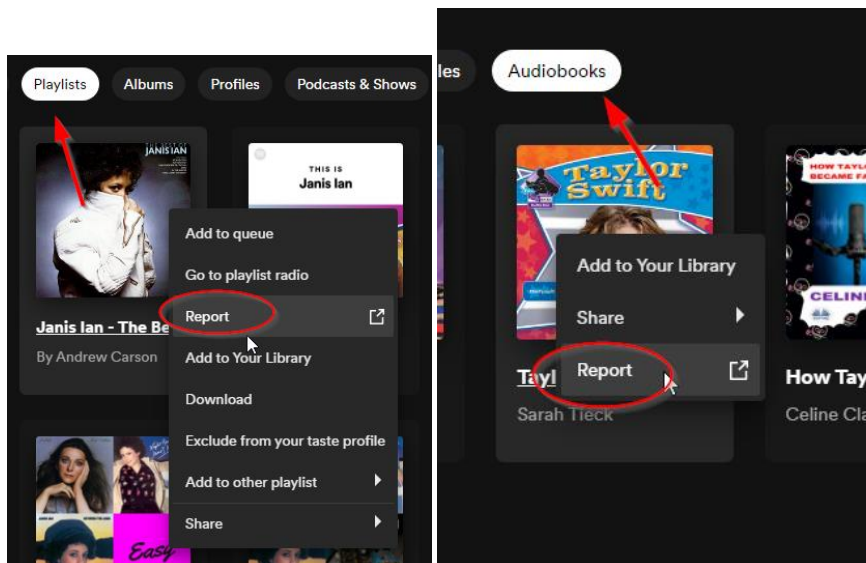 Playlists
Albums
Profiles
Podcasts & Shows
JANIS IAN
THIS IS
Janis Ian
Add to queue
Go to playlist radio
Report
Janis Ian - The Be
By Andrew Carson
Add to Your Library
Download
Exclude from your taste profile
Add to other playlist
Share
Easy
les
Audiobooks
Taylor
Swift
HOW TAYL
BECAME FA
Add to Your Library
Share
CELINE
Report
Tayl
Sarah Tieck
How Tay
Celine Cla